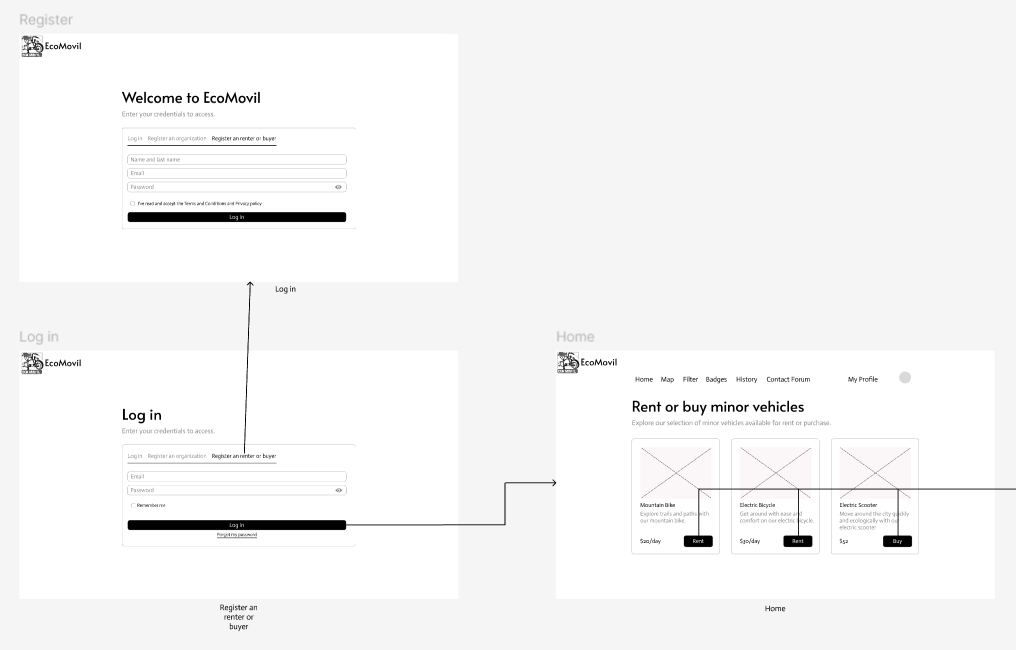 Register
EcoMovil
Welcome to EcoMovil
Enter your credentials to access.
Log in Register an organization Register an renter or buyer
Name and last name
Email
Password
I've read and accept the Terms and Conditions and Privacy policy
Log in
Log in
Log in
EcoMovil
Log in
Enter your credentials to access.
Log in Register an organization Register an renter or buyer
Email
Password
Remember me
Log in
Forgot my password
Register an
renter or
buyer
Home
EcoMovil
Home Map Filter Badges History Contact Forum My Profile
Rent or buy minor vehicles
Explore our selection of minor vehicles available for rent or purchase.
Mountain Bike
Explore trails and paths with
our mountain bike.
$20/day Rent
Electric Bicycle
Get around with ease and
comfort on our electric bicycle.
$30/day Rent
Electric Scooter
Move around the city quickly
and ecologically with our
electric scooter
$52 Buy
Home